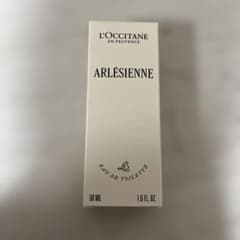 L'OCCITANE
EN PROVENCE
ARLÉSIENNE
EAU DE TOILETTE
50 ML 1.6 FL. OZ.